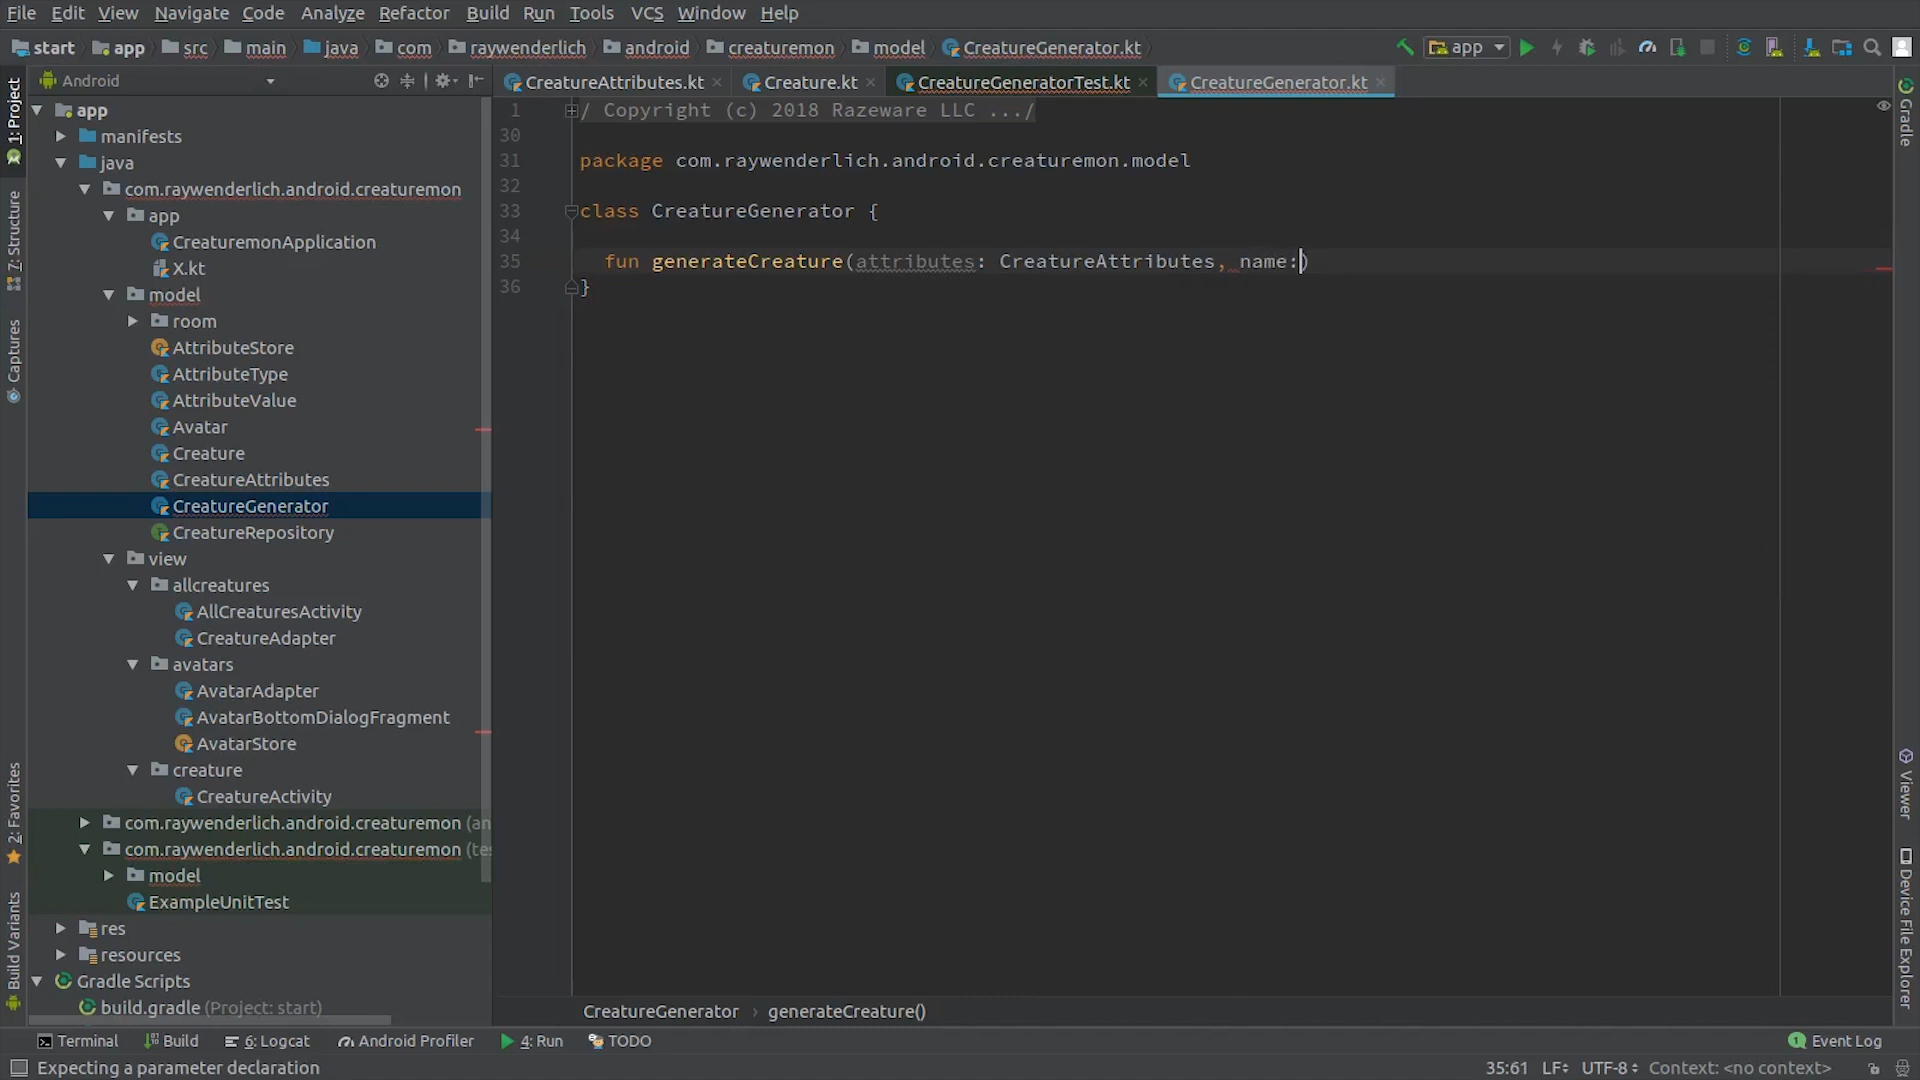 File Edit View Navigate Code Analyze Refactor Build Run Tools VCS Window Help
start app src main java com raywenderlich android creaturemon model CreatureGenerator.kt app
Android CreatureAttributes.kt Creature.kt CreatureGeneratorTest.kt CreatureGenerator.kt
1: Project
7: Structure
Captures
2: Favorites
Build Variants
app
manifests
java
com.raywenderlich.android.creaturemon
app
CreaturemonApplication
X.kt
model
room
AttributeStore
AttributeType
AttributeValue
Avatar
Creature
CreatureAttributes
CreatureGenerator
CreatureRepository
view
allcreatures
AllCreaturesActivity
CreatureAdapter
avatars
AvatarAdapter
AvatarBottomDialogFragment
AvatarStore
creature
CreatureActivity
com.raywenderlich.android.creaturemon (an
com.raywenderlich.android.creaturemon (tes
model
ExampleUnitTest
res
resources
Gradle Scripts
build.gradle (Project: start)
1 / Copyright (c) 2018 Razeware LLC .../
30
31 package com.raywenderlich.android.creaturemon.model
32
33 class CreatureGenerator {
34
35 fun generateCreature(attributes: CreatureAttributes, name:)
36 }
Gradle
Viewer
Device File Explorer
CreatureGenerator › generateCreature()
Terminal Build 6: Logcat Android Profiler 4: Run TODO 1 Event Log
Expecting a parameter declaration 35:61 LF UTF-8 Context: <no context>